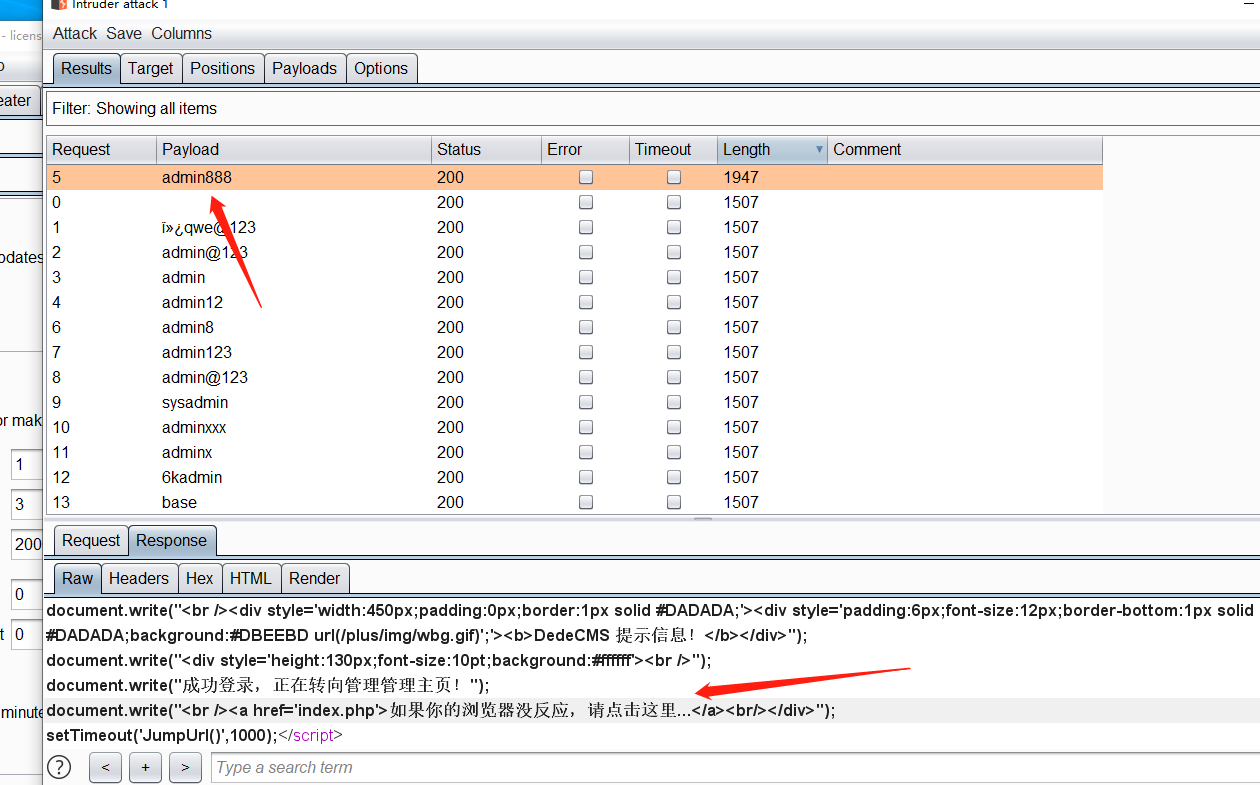 Intruder attack 1
- licens
Attack Save Columns
Results Target Positions Payloads Options
eater
Filter: Showing all items
Request Payload Status Error Timeout Length Comment
5 admin888 200 1947
0 200 1507
1 ï»¿qwe@123 200 1507
2 admin@123 200 1507
3 admin 200 1507
4 admin12 200 1507
6 admin8 200 1507
7 admin123 200 1507
8 admin@123 200 1507
9 sysadmin 200 1507
10 adminxxx 200 1507
11 adminx 200 1507
12 6kadmin 200 1507
13 base 200 1507
odates
or mak
1
3
200
0
t 0
minute
Request Response
Raw Headers Hex HTML Render
document.write("<br /><div style='width:450px;padding:0px;border:1px solid #DADADA;'><div style='padding:6px;font-size:12px;border-bottom:1px solid
#DADADA;background:#DBEEBD url(/plus/img/wbg.gif)';'><b>DedeCMS 提示信息！</b></div>");
document.write("<div style='height:130px;font-size:10pt;background:#ffffff'><br />");
document.write("成功登录，正在转向管理管理主页！");
document.write("<br /><a href='index.php'>如果你的浏览器没反应，请点击这里...</a><br/></div>");
setTimeout('JumpUrl()',1000);</script>
? < + > Type a search term